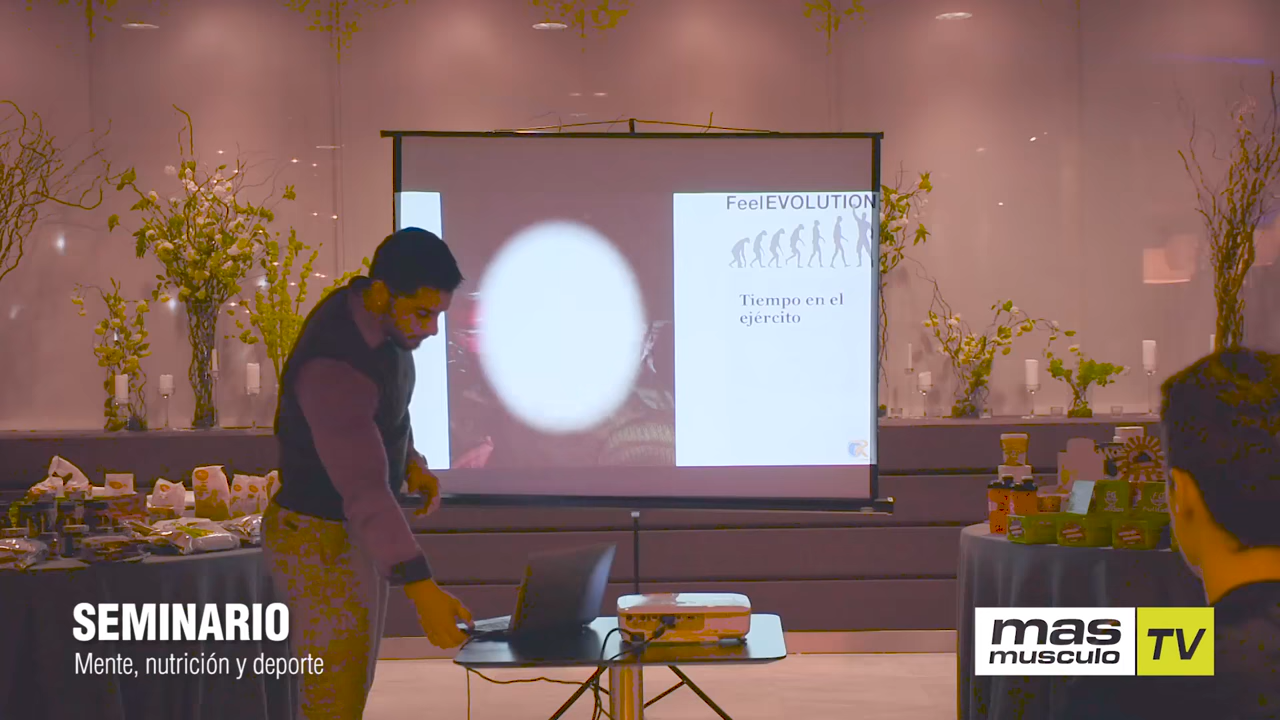 FeelEVOLUTION
Tiempo en el
ejército
SEMINARIO
Mente, nutrición y deporte
mas
musculo
TV